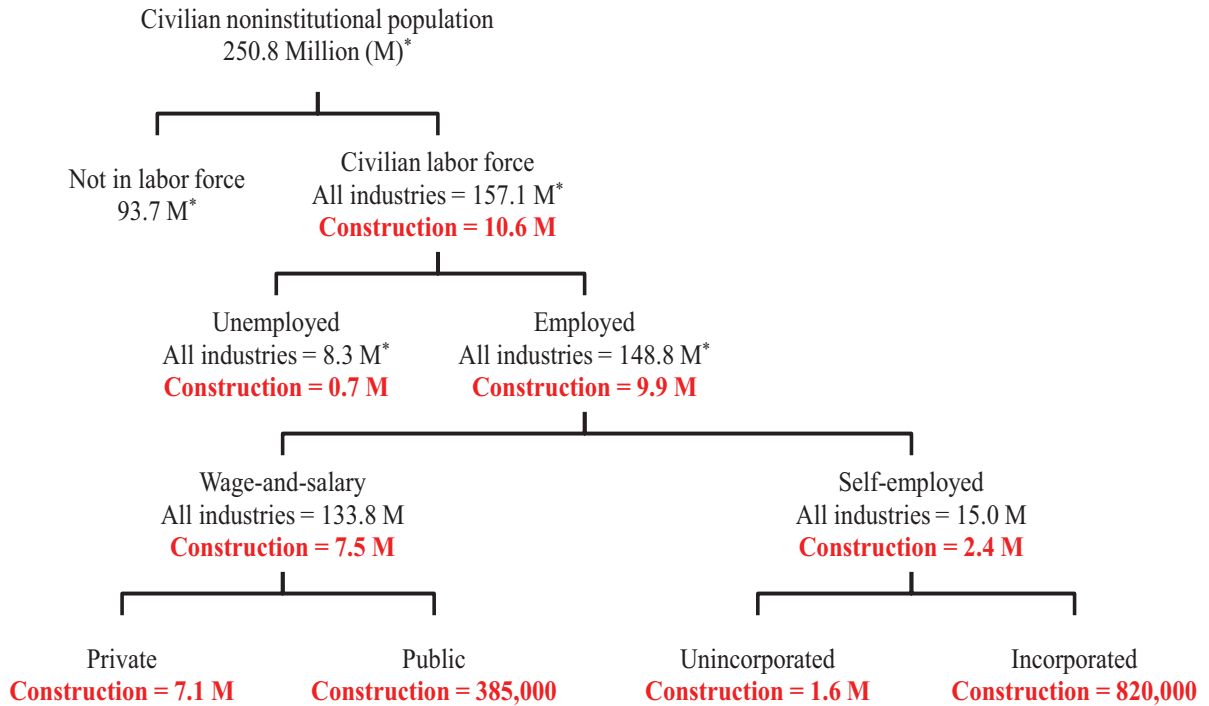 Civilian noninstitutional population
250.8 Million (M)*
Not in labor force
93.7 M*
Civilian labor force
All industries = 157.1 M*
Construction = 10.6 M
Unemployed
All industries = 8.3 M*
Construction = 0.7 M
Employed
All industries = 148.8 M*
Construction = 9.9 M
Wage-and-salary
All industries = 133.8 M
Construction = 7.5 M
Self-employed
All industries = 15.0 M
Construction = 2.4 M
Private
Construction = 7.1 M
Public
Construction = 385,000
Unincorporated
Construction = 1.6 M
Incorporated
Construction = 820,000